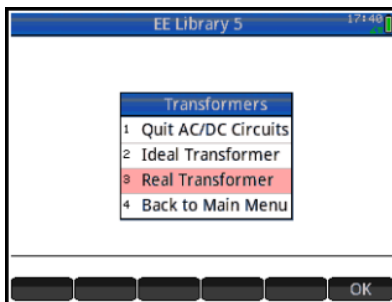 EE Library 5
17:40
Transformers
1 Quit AC/DC Circuits
2 Ideal Transformer
3 Real Transformer
4 Back to Main Menu
OK